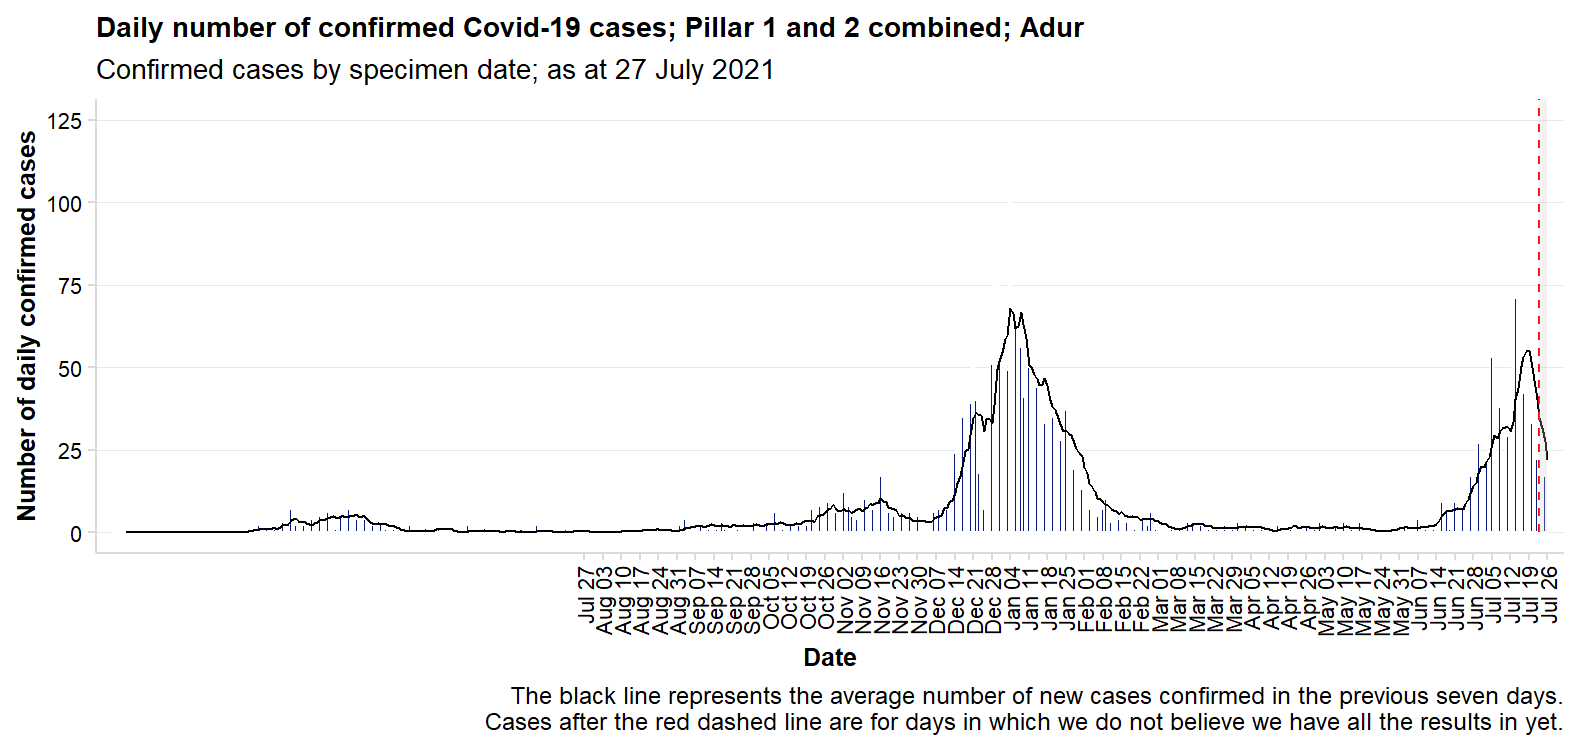 Daily number of confirmed Covid-19 cases; Pillar 1 and 2 combined; Adur
Confirmed cases by specimen date; as at 27 July 2021
Number of daily confirmed cases
125
100
75
50
25
0
Jul 27
Aug 03
Aug 10
Aug 17
Aug 24
Aug 31
Sep 07
Sep 14
Sep 21
Sep 28
Oct 05
Oct 12
Oct 19
Oct 26
Nov 02
Nov 09
Nov 16
Nov 23
Nov 30
Dec 07
Dec 14
Dec 21
Dec 28
Jan 04
Jan 11
Jan 18
Jan 25
Feb 01
Feb 08
Feb 15
Feb 22
Mar 01
Mar 08
Mar 15
Mar 22
Mar 29
Apr 05
Apr 12
Apr 19
Apr 26
May 03
May 10
May 17
May 24
May 31
Jun 07
Jun 14
Jun 21
Jun 28
Jul 05
Jul 12
Jul 19
Jul 26
Date
The black line represents the average number of new cases confirmed in the previous seven days.
Cases after the red dashed line are for days in which we do not believe we have all the results in yet.